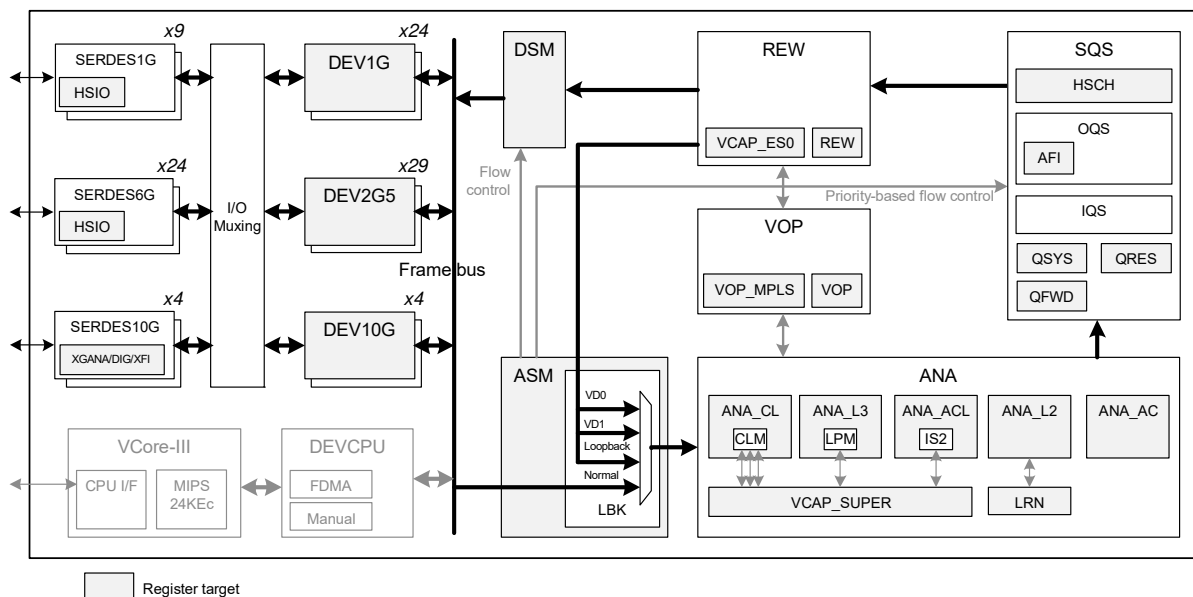 x9
SERDES1G
HSIO
x24
SERDES6G
HSIO
x4
SERDES10G
XGANA/DIG/XFI
I/O
Muxing
x24
DEV1G
x29
DEV2G5
x4
DEV10G
Frame bus
VCore-III
CPU I/F
MIPS
24KEc
DEVCPU
FDMA
Manual
DSM
Flow
control
REW
VCAP_ES0
REW
Priority-based flow control
VOP
VOP_MPLS
VOP
SQS
HSCH
OQS
AFI
IQS
QSYS
QRES
QFWD
ASM
VD0
VD1
Loopback
Normal
LBK
ANA
ANA_CL
CLM
ANA_L3
LPM
ANA_ACL
IS2
ANA_L2
ANA_AC
VCAP_SUPER
LRN
Register target